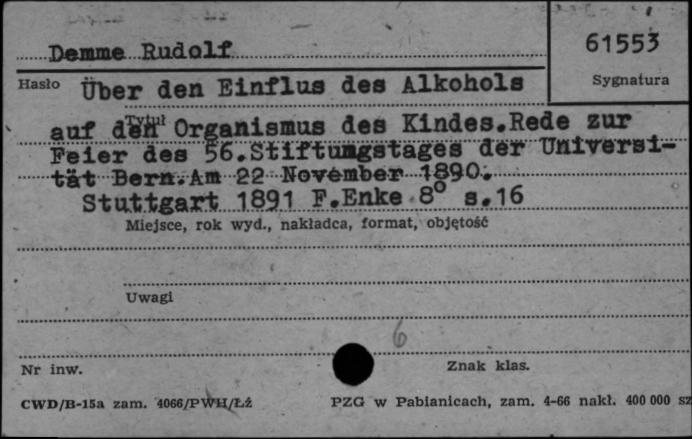 Demme Rudolf
61553
Hasło
Sygnatura
Über den Einflus des Alkohols
Tytuł
auf den Organismus des Kindes.Rede zur
Feier des 56.Stiftungstages der Universi-
tät Bern.Am 22 November 1890.
Stuttgart 1891 F.Enke 8° s.16
Miejsce, rok wyd., nakładca, format, objętość
Uwagi
6
Nr inw.
Znak klas.
CWD/B-15a zam. 4066/PWH/Łź
PZG w Pabianicach, zam. 4-66 nakł. 400 000 sz